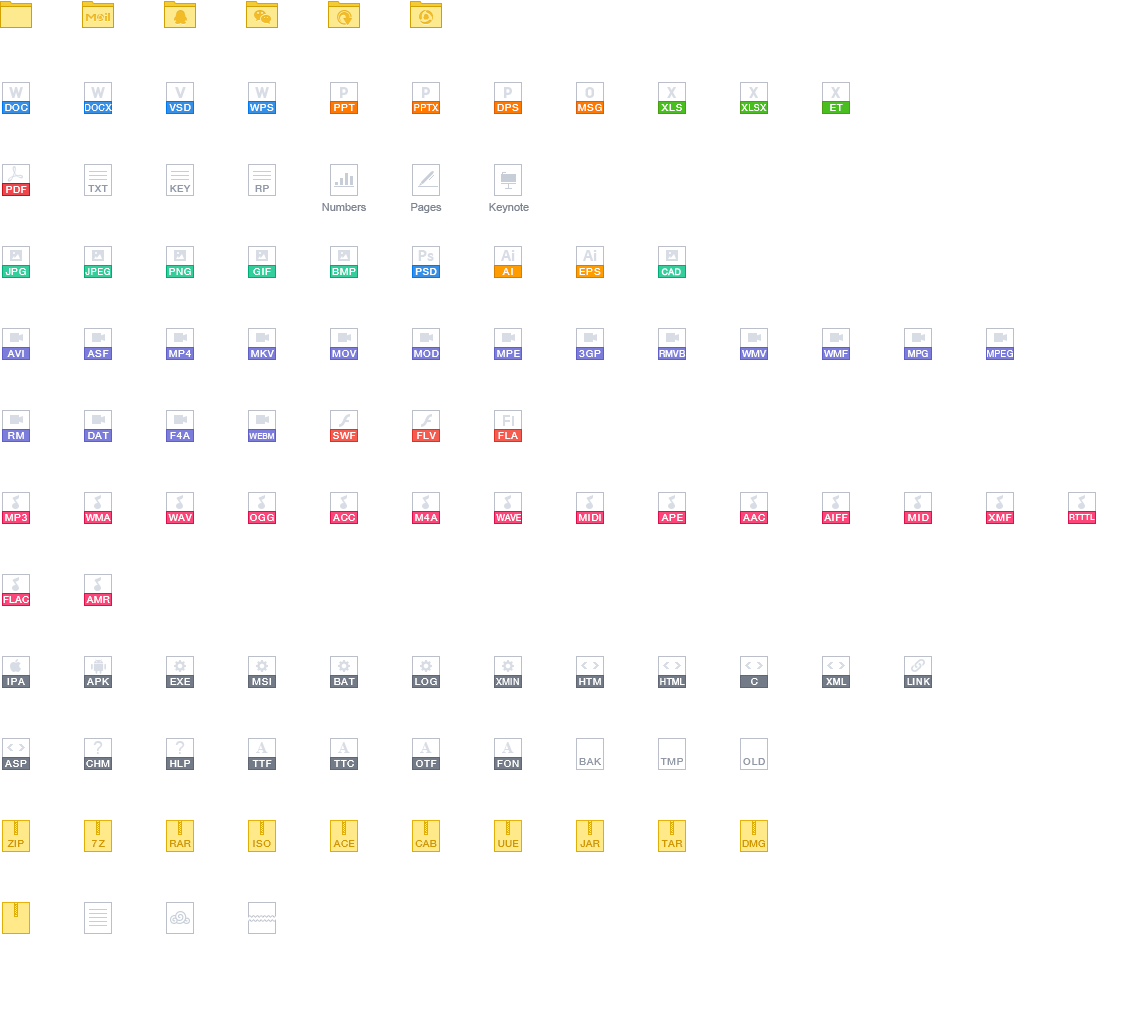 M@il
W W V W P P P O X X X
DOC DOCX VSD WPS PPT PPTX DPS MSG XLS XLSX ET
PDF TXT KEY RP
Numbers Pages Keynote
Ps Ai Ai
JPG JPEG PNG GIF BMP PSD AI EPS CAD
AVI ASF MP4 MKV MOV MOD MPE 3GP RMVB WMV WMF MPG MPEG
Fl
RM DAT F4A WEBM SWF FLV FLA
MP3 WMA WAV OGG ACC M4A WAVE MIDI APE AAC AIFF MID XMF RTTTL
FLAC AMR
< > < > < > < >
IPA APK EXE MSI BAT LOG XMIN HTM HTML C XML LINK
< > ? ? A A A A
ASP CHM HLP TTF TTC OTF FON BAK TMP OLD
ZIP 7Z RAR ISO ACE CAB UUE JAR TAR DMG